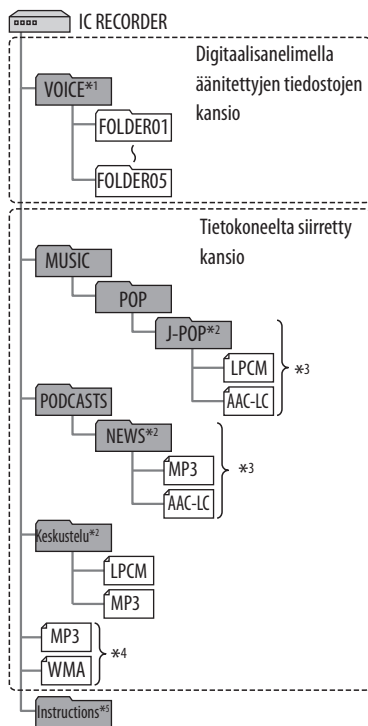 IC RECORDER
Digitaalisanelimella
äänitettyjen tiedostojen
kansio
VOICE*1
FOLDER01
FOLDER05
Tietokoneelta siirretty
kansio
MUSIC
POP
J-POP*2
LPCM
*3
AAC-LC
PODCASTS
NEWS*2
MP3
*3
AAC-LC
Keskustelu*2
LPCM
MP3
MP3
*4
WMA
Instructions*5